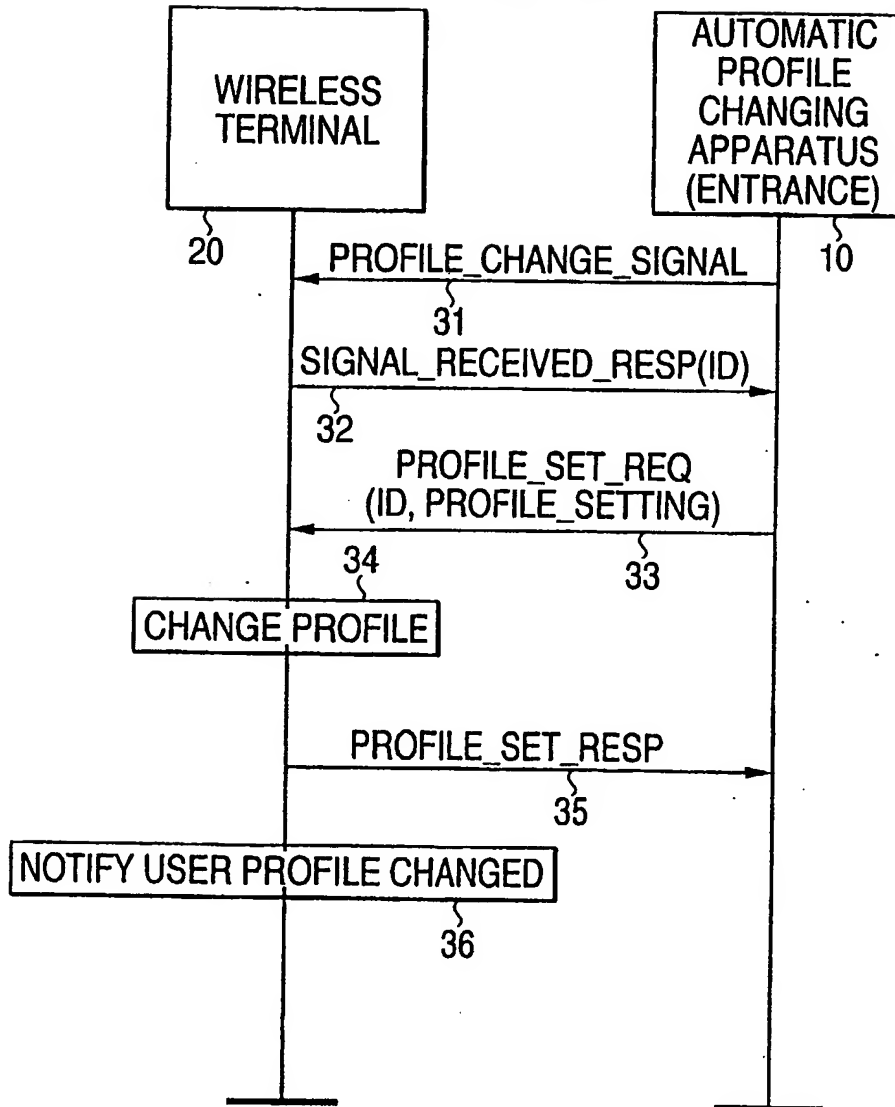 WIRELESS
TERMINAL
AUTOMATIC
PROFILE
CHANGING
APPARATUS
(ENTRANCE)
20
10
PROFILE_CHANGE_SIGNAL
31
SIGNAL_RECEIVED_RESP(ID)
32
PROFILE_SET_REQ
(ID, PROFILE_SETTING)
33
34
CHANGE PROFILE
PROFILE_SET_RESP
35
NOTIFY USER PROFILE CHANGED
36